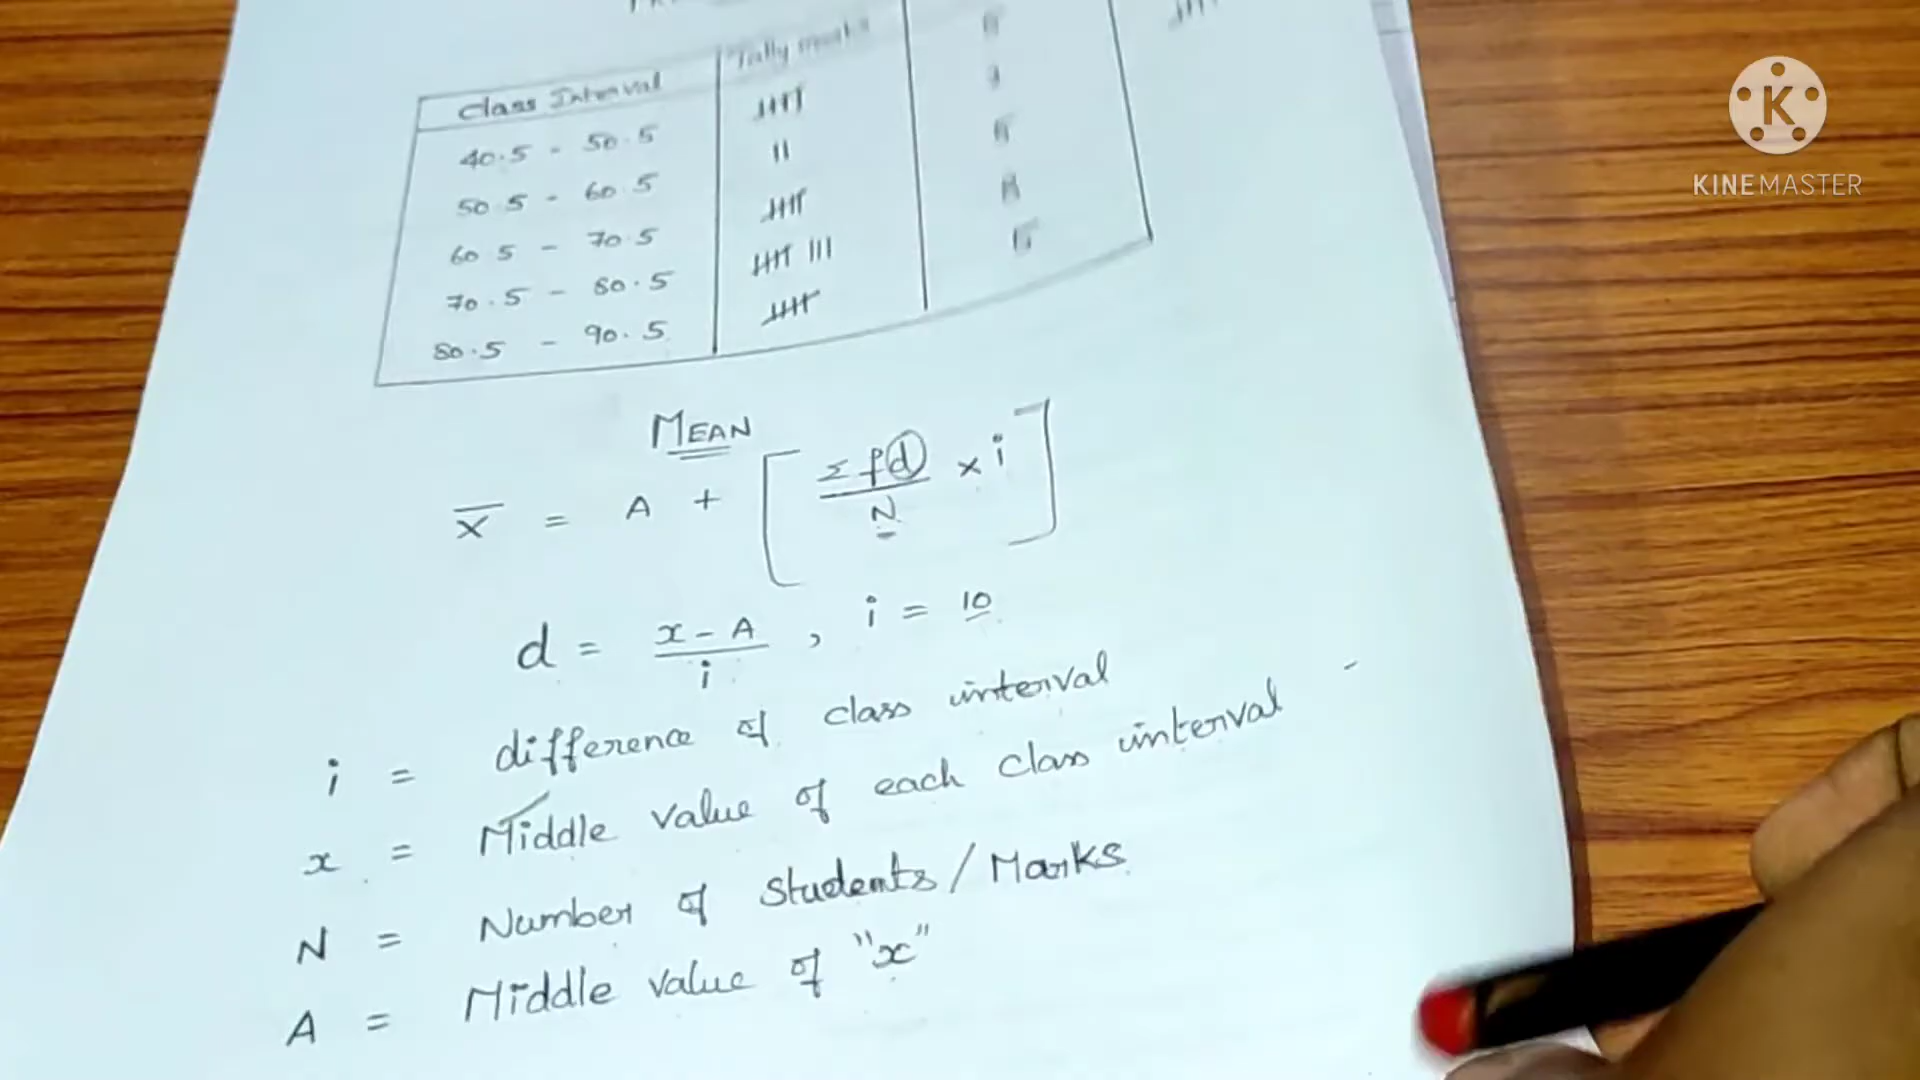 Class Interval Tally marks
40.5 - 50.5
50.5 - 60.5
60.5 - 70.5
70.5 - 80.5
80.5 - 90.5
MEAN
X̅ = A + [ Σfd / N × i ]
d = x - A / i , i = 10
i = difference of class interval
x = Middle value of each class interval
N = Number of Students / Marks
A = Middle value of "x"
K
KINEMASTER